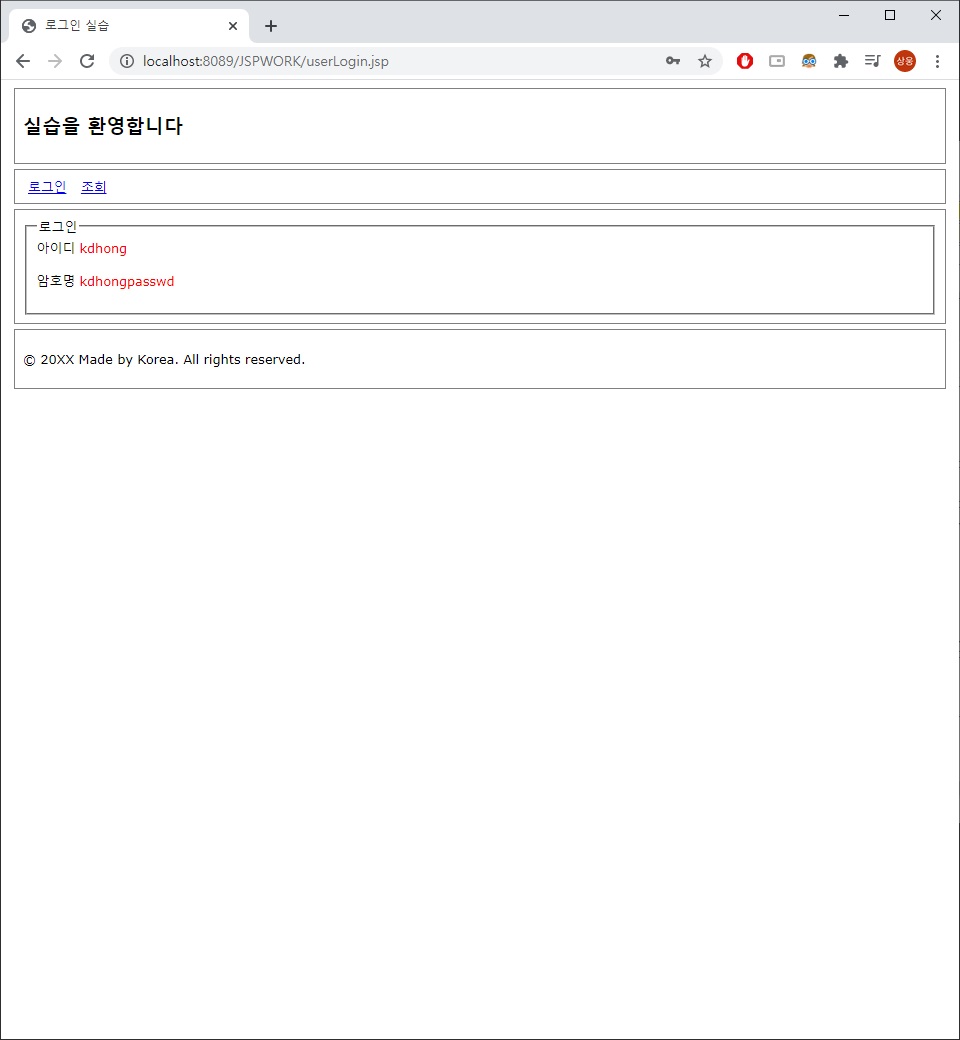 로그인 실습
localhost:8089/JSPWORK/userLogin.jsp
상웅
실습을 환영합니다
로그인 조회
로그인
아이디 kdhong
암호명 kdhongpasswd
© 20XX Made by Korea. All rights reserved.